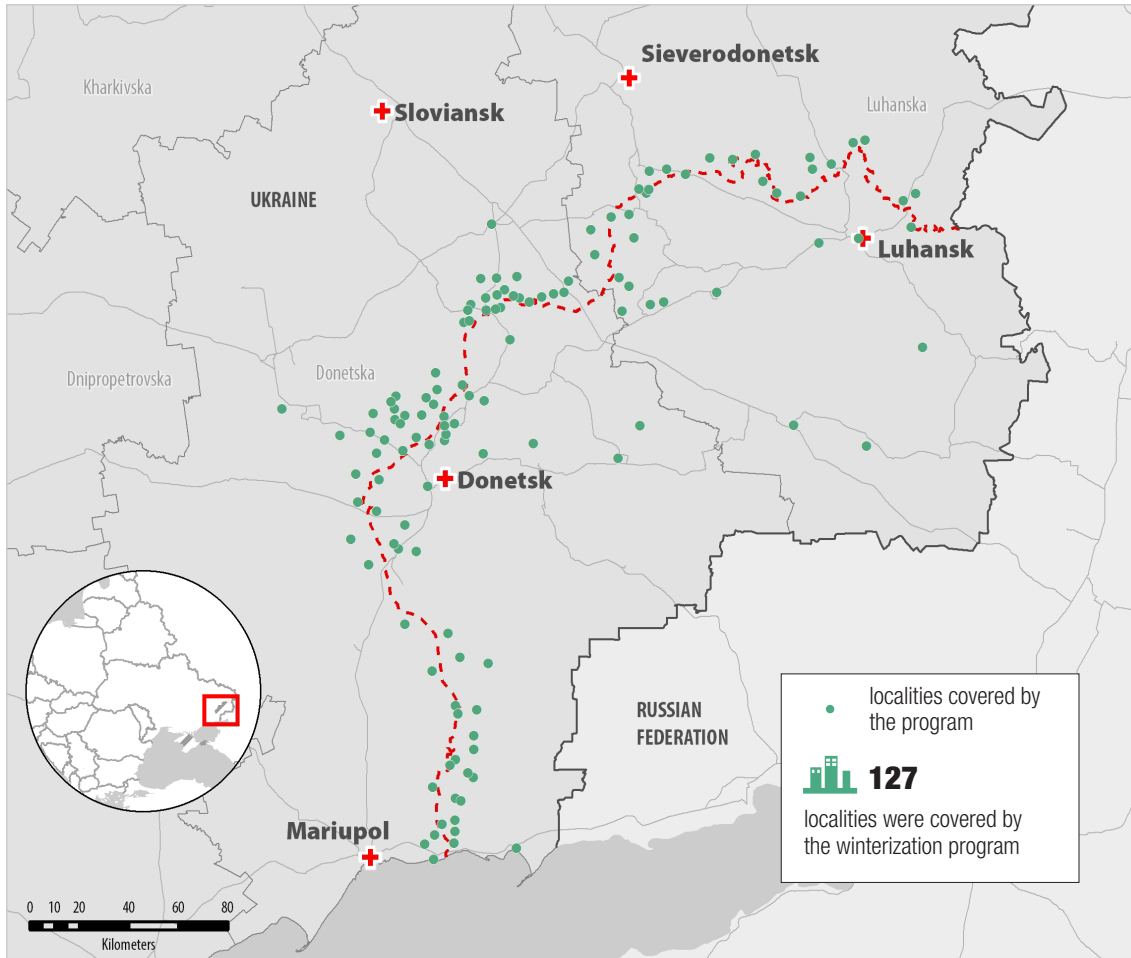 Sieverodonetsk
Kharkivska
Sloviansk
Luhanska
UKRAINE
Luhansk
Dnipropetrovska
Donetska
Donetsk
RUSSIAN
FEDERATION
localities covered by
the program
127
localities were covered by
the winterization program
Mariupol
0 10 20 40 60 80
Kilometers